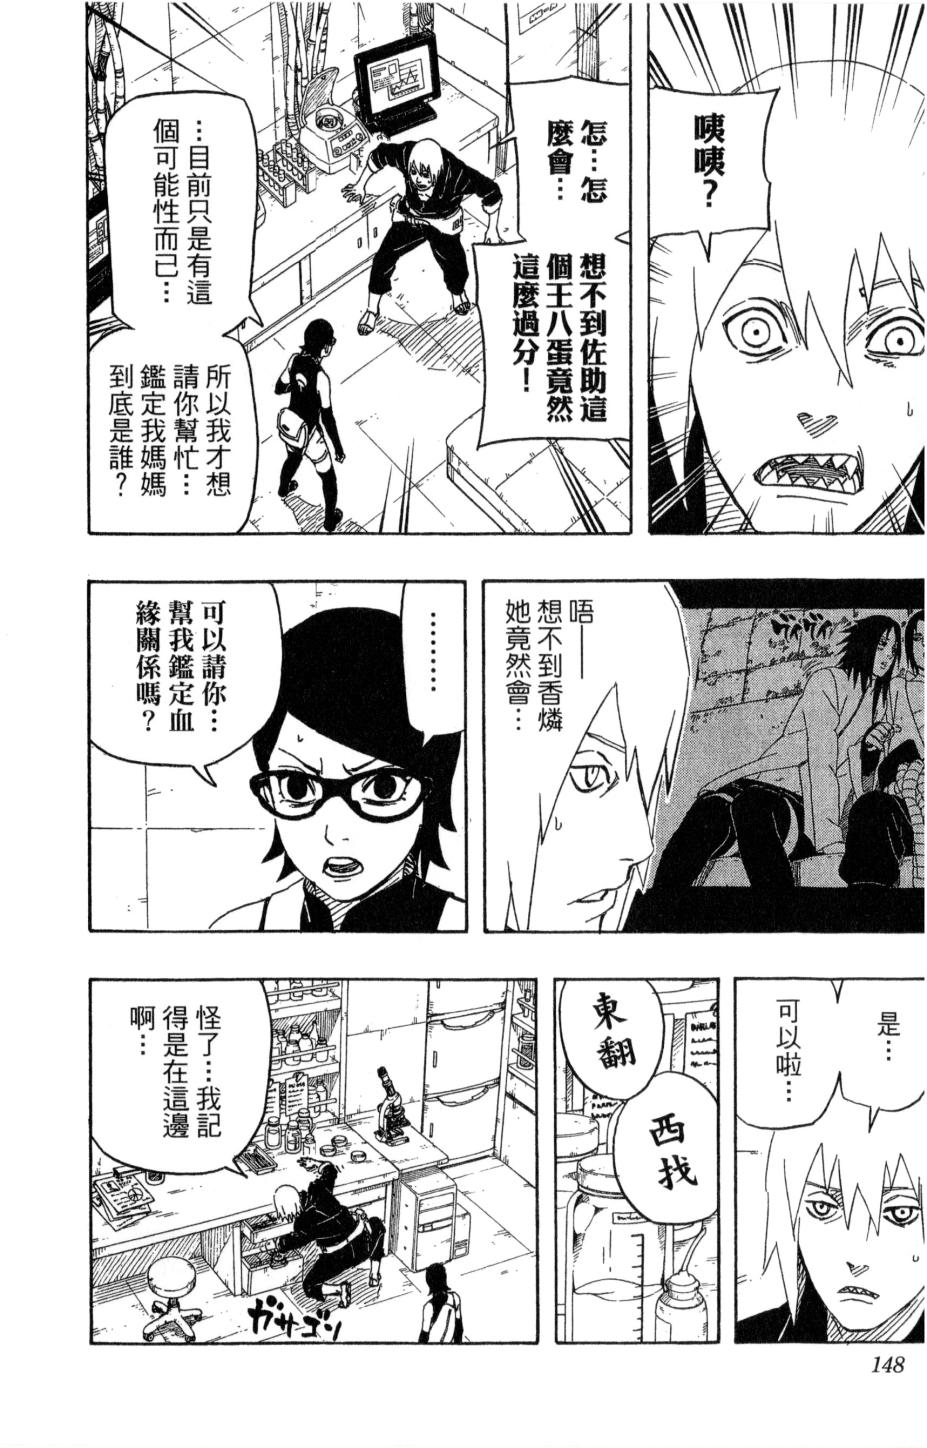 咦咦？
怎…怎
麼會…
想不到佐助這
個王八蛋竟然
這麼過分！
…目前只是有這
個可能性而已…
所以我才想
請你幫忙…
鑑定我媽媽
到底是誰？
唔—
想不到香燐
她竟然會…
………
可以請你…
幫我鑑定血
緣關係嗎？
是…
可以啦…
東翻
西找
怪了…我記
得是在這邊
啊…
ガサゴソ
148